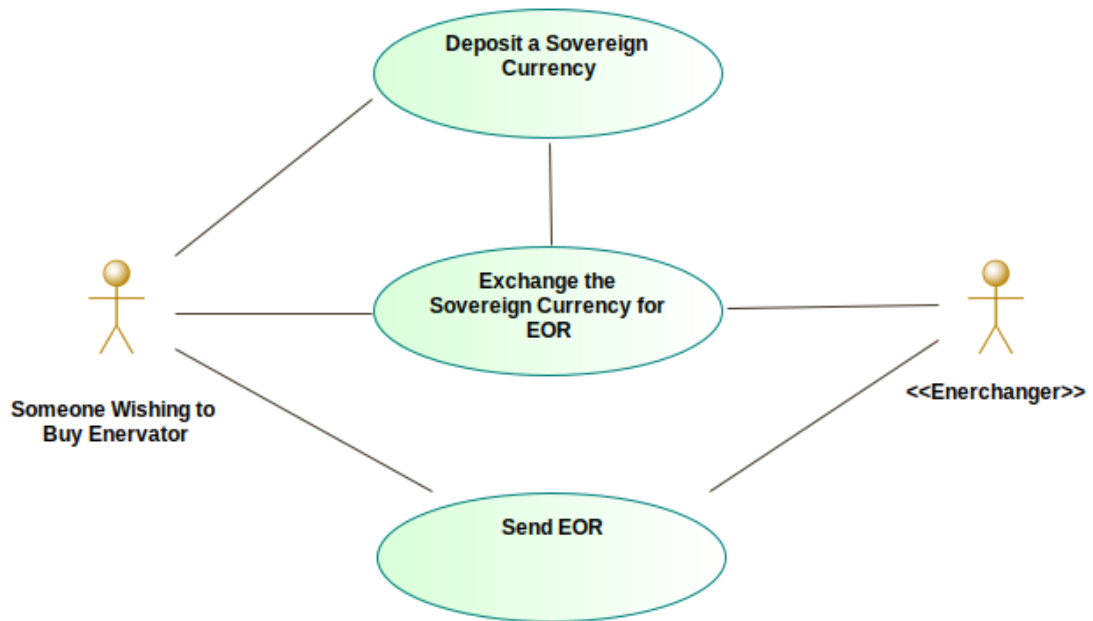 Deposit a Sovereign
Currency
Exchange the
Sovereign Currency for
EOR
<<Enerchanger>>
Someone Wishing to
Buy Enervator
Send EOR